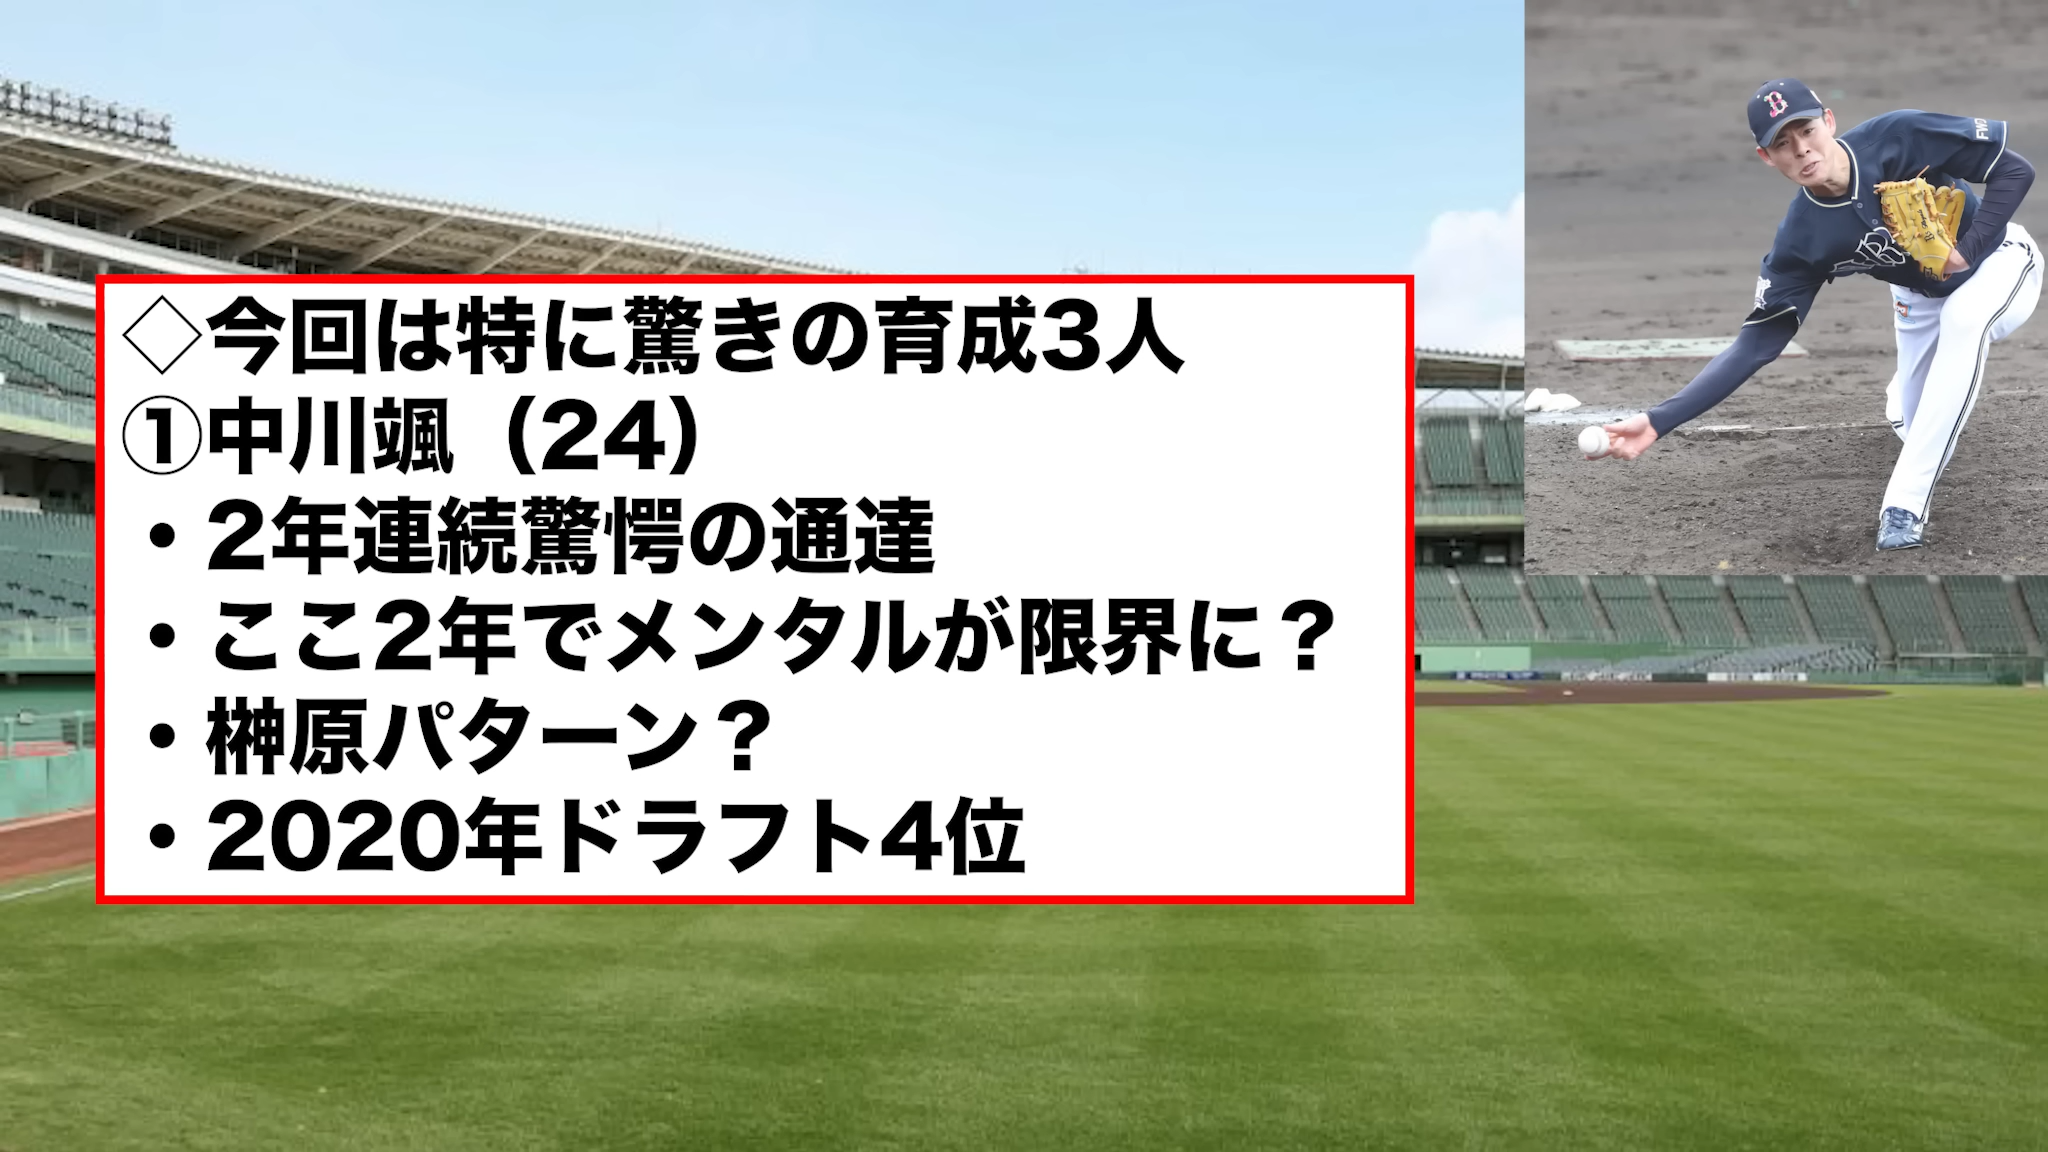 ◇今回は特に驚きの育成3人
①中川颯（24）
・2年連続驚愕の通達
・ここ2年でメンタルが限界に？
・榊原パターン？
・2020年ドラフト4位